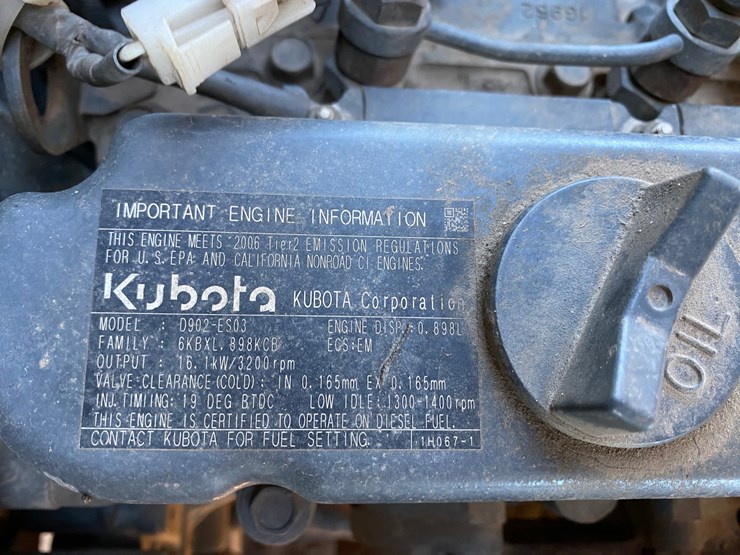 16952
IMPORTANT ENGINE INFORMATION
THIS ENGINE MEETS 2006 Tier2 EMISSION REGULATIONS
FOR U.S. EPA AND CALIFORNIA NONROAD CI ENGINES.
Kubota KUBOTA Corporation
MODEL : D902-ES03 ENGINE DISP.: 0.898L
FAMILY : 6KBXL.898KCB ECS:EM
OUTPUT : 16.1kW/3200rpm
VALVE CLEARANCE(COLD): IN 0.165mm EX 0.165mm
INJ.TIMING: 19 DEG BTDC LOW IDLE:1300-1400rpm
THIS ENGINE IS CERTIFIED TO OPERATE ON DIESEL FUEL.
CONTACT KUBOTA FOR FUEL SETTING. 1H067-1
OIL